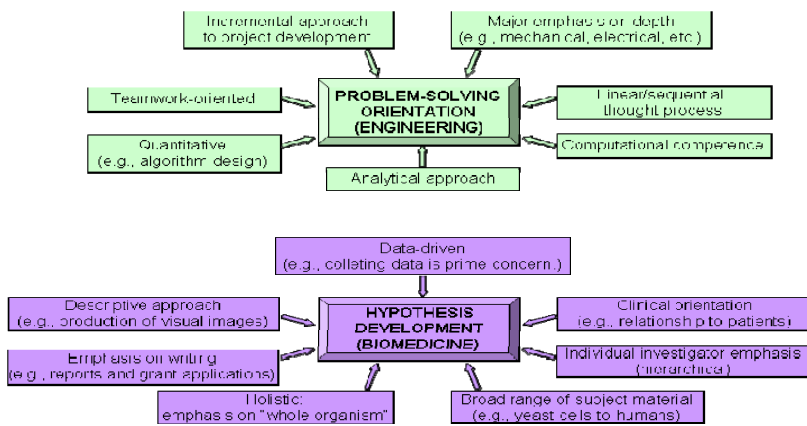 Incremental approach
to project development
Major emphasis on depth
(e.g., mechanical, electrical, etc.)
Teamwork-oriented
PROBLEM-SOLVING
ORIENTATION
(ENGINEERING)
Linear/sequential
thought process
Quantitative
(e.g., algorithm design)
Computational competence
Analytical approach
Data-driven
(e.g., colleting data is prime concern.)
Descriptive approach
(e.g., production of visual images)
HYPOTHESIS
DEVELOPMENT
(BIOMEDICINE)
Clinical orientation
(e.g., relationship to patients)
Emphasis on writing
(e.g., reports and grant applications)
Individual investigator emphasis
(hierarchical)
Holistic:
emphasis on "whole organism"
Broad range of subject material
(e.g., yeast cells to humans)